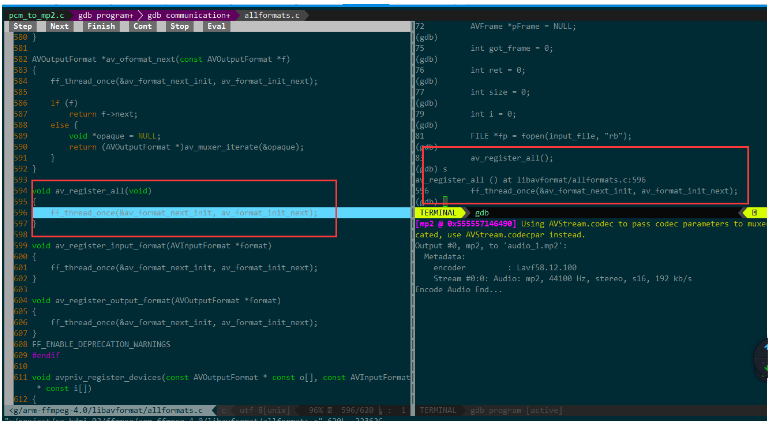 pcm_to_mp2.c gdb program+ gdb communication+ allformats.c
Step Next Finish Cont Stop Eval
580 }
581
582 AVOutputFormat *av_oformat_next(const AVOutputFormat *f)
583 {
584 ff_thread_once(&av_format_next_init, av_format_init_next);
585
586 if (f)
587 return f->next;
588 else {
589 void *opaque = NULL;
590 return (AVOutputFormat *)av_muxer_iterate(&opaque);
591 }
592 }
593
594 void av_register_all(void)
595 {
596 ff_thread_once(&av_format_next_init, av_format_init_next);
597 }
598
599 void av_register_input_format(AVInputFormat *format)
600 {
601 ff_thread_once(&av_format_next_init, av_format_init_next);
602 }
603
604 void av_register_output_format(AVOutputFormat *format)
605 {
606 ff_thread_once(&av_format_next_init, av_format_init_next);
607 }
608 FF_ENABLE_DEPRECATION_WARNINGS
609 #endif
610
611 void avpriv_register_devices(const AVOutputFormat * const o[], const AVInputFormat
* const i[])
612 {
<g/arm-ffmpeg-4.0/libavformat/allformats.c utf-8[unix] 96% 596/620 : 1
72 AVFrame *pFrame = NULL;
(gdb)
75 int got_frame = 0;
(gdb)
76 int ret = 0;
(gdb)
77 int size = 0;
(gdb)
79 int i = 0;
(gdb)
81 FILE *fp = fopen(input_file, "rb");
(gdb)
83 av_register_all();
(gdb) s
av_register_all () at libavformat/allformats.c:596
596 ff_thread_once(&av_format_next_init, av_format_init_next);
(gdb)
TERMINAL gdb
[mp2 @ 0x555557146490] Using AVStream.codec to pass codec parameters to muxe
cated, use AVStream.codecpar instead.
Output #0, mp2, to 'audio_1.mp2':
Metadata:
encoder : Lavf58.12.100
Stream #0:0: Audio: mp2, 44100 Hz, stereo, s16, 192 kb/s
Encode Audio End...
TERMINAL gdb program [active]